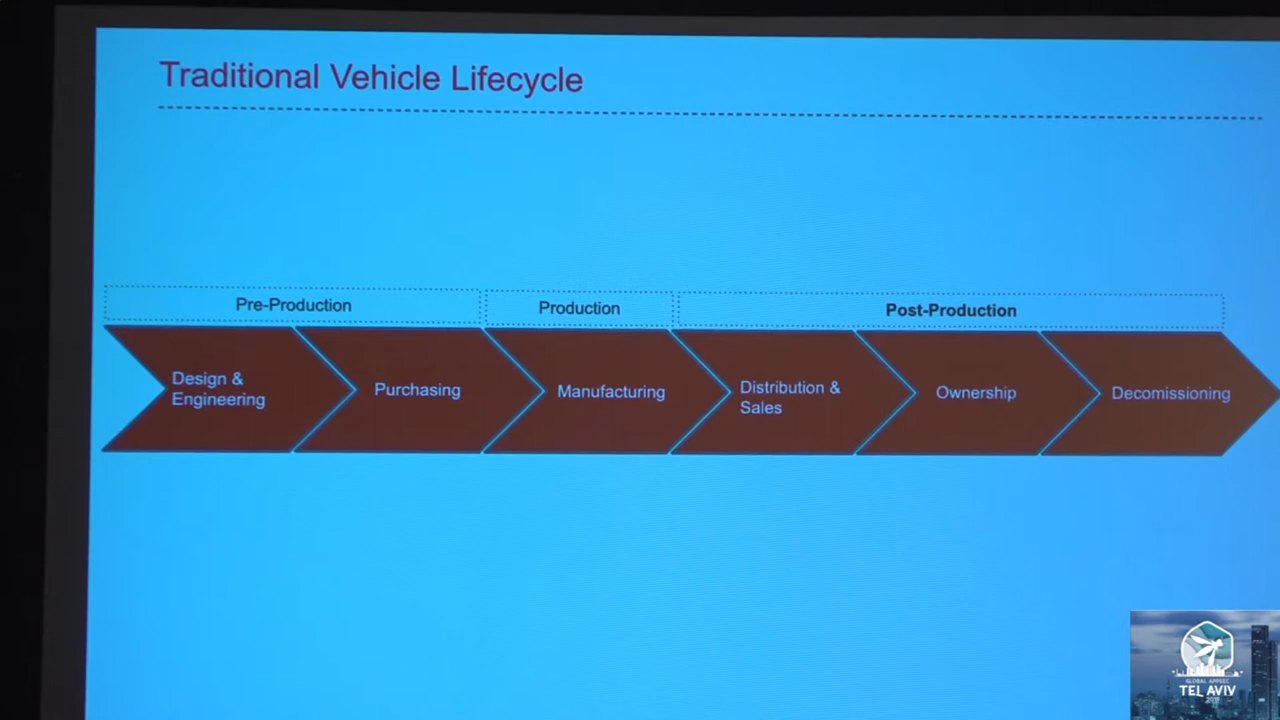 Traditional Vehicle Lifecycle
Pre-Production
Production
Post-Production
Design &
Engineering
Purchasing
Manufacturing
Distribution &
Sales
Ownership
Decomissioning
GLOBAL APPSEC
TEL AVIV